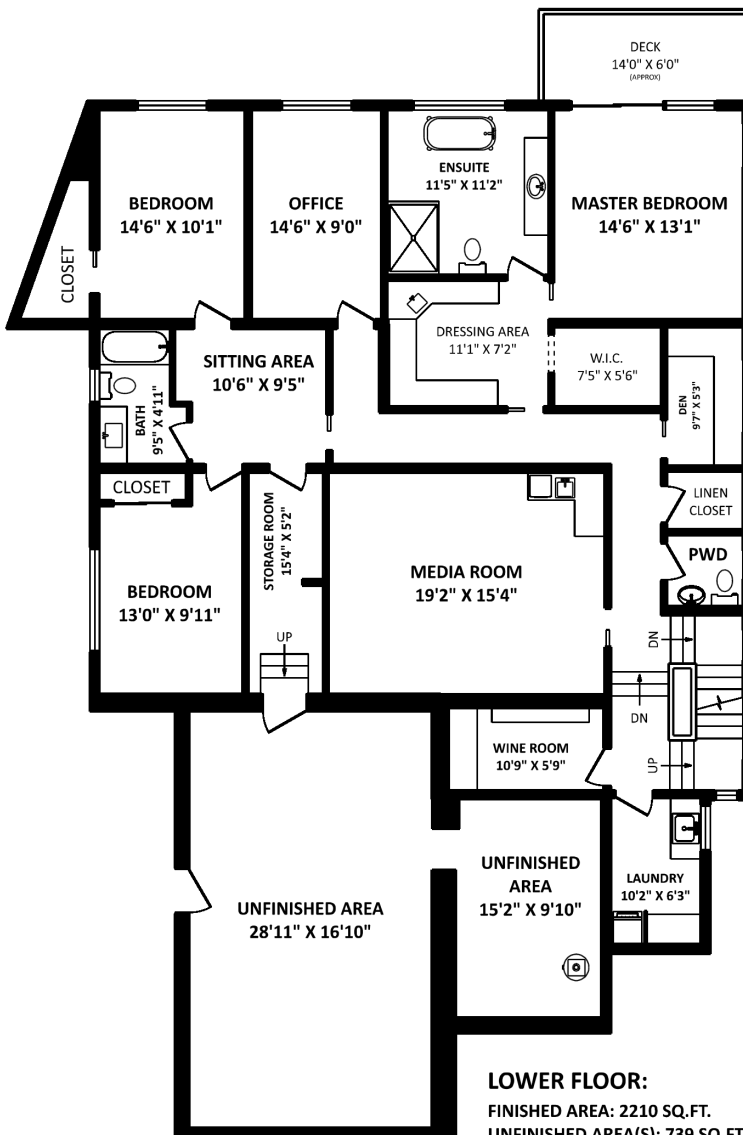 DECK
14'0" X 6'0"
(APPROX)
ENSUITE
11'5" X 11'2"
BEDROOM
14'6" X 10'1"
OFFICE
14'6" X 9'0"
MASTER BEDROOM
14'6" X 13'1"
CLOSET
DRESSING AREA
11'1" X 7'2"
W.I.C.
7'5" X 5'6"
SITTING AREA
10'6" X 9'5"
BATH
9'5" X 4'11"
DEN
9'7" X 5'3"
CLOSET
LINEN
CLOSET
STORAGE ROOM
15'4" X 5'2"
PWD
MEDIA ROOM
19'2" X 15'4"
BEDROOM
13'0" X 9'11"
UP
DN
DN
UP
WINE ROOM
10'9" X 5'9"
UNFINISHED
AREA
15'2" X 9'10"
LAUNDRY
10'2" X 6'3"
UNFINISHED AREA
28'11" X 16'10"
LOWER FLOOR:
FINISHED AREA: 2210 SQ.FT.
UNFINISHED AREA(S): 739 SQ.FT